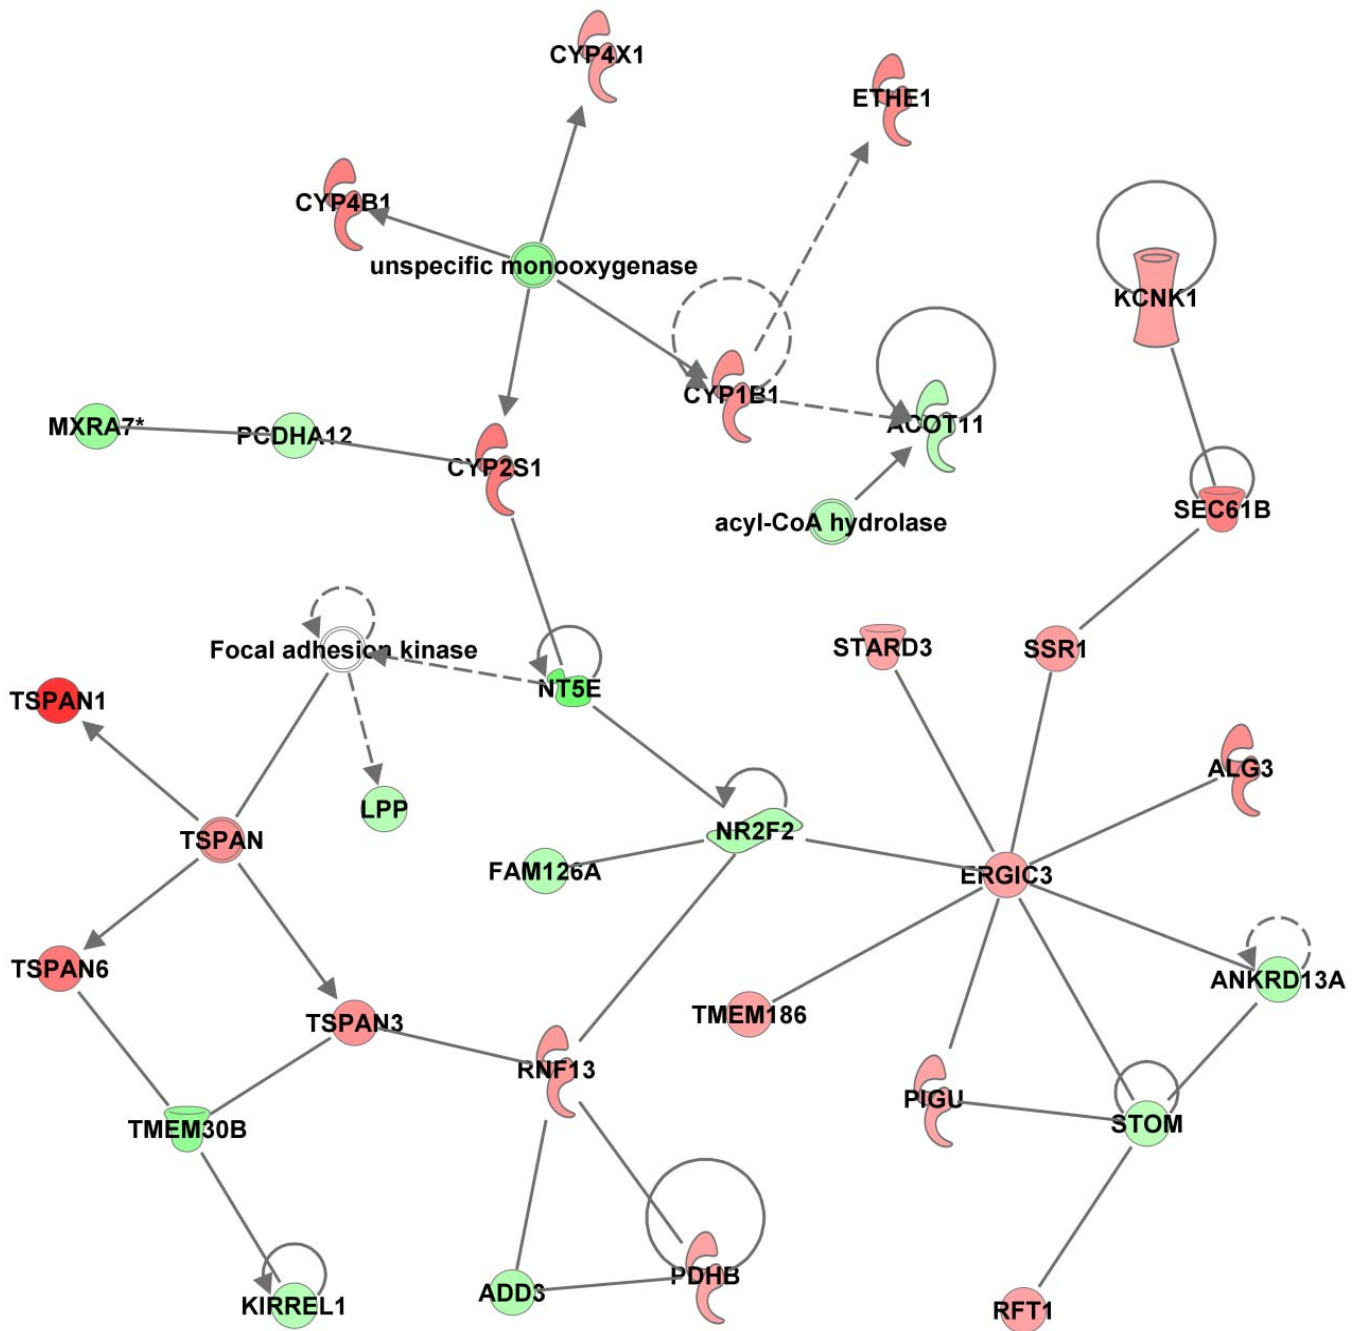 CYP4X1
ETHE1
CYP4B1
unspecific monooxygenase
KCNK1
CYP1B1
ACOT11
MXRA7*
PCDHA12
CYP2S1
SEC61B
acyl-CoA hydrolase
Focal adhesion kinase
STARD3
SSR1
NT5E
TSPAN1
ALG3
LPP
NR2F2
TSPAN
FAM126A
ERGIC3
TSPAN6
ANKRD13A
TSPAN3
TMEM186
RNF13
PIGU
STOM
TMEM30B
PDHB
ADD3
KIRREL1
RFT1